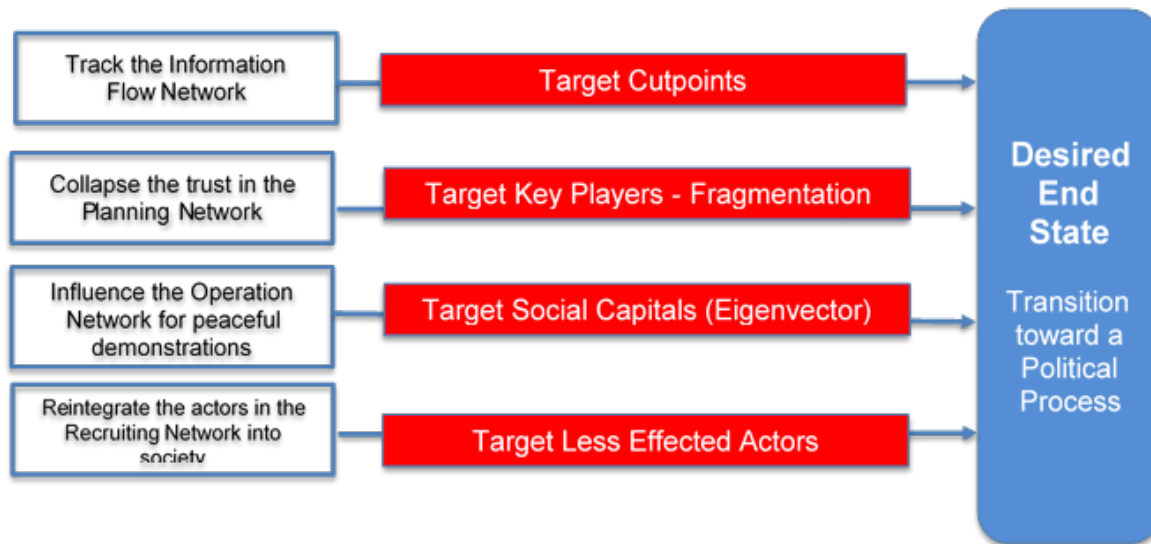 Track the Information
Flow Network
Target Cutpoints
Collapse the trust in the
Planning Network
Target Key Players - Fragmentation
Influence the Operation
Network for peaceful
demonstrations
Target Social Capitals (Eigenvector)
Reintegrate the actors in the
Recruiting Network into
society
Target Less Effected Actors
Desired
End
State
Transition
toward a
Political
Process